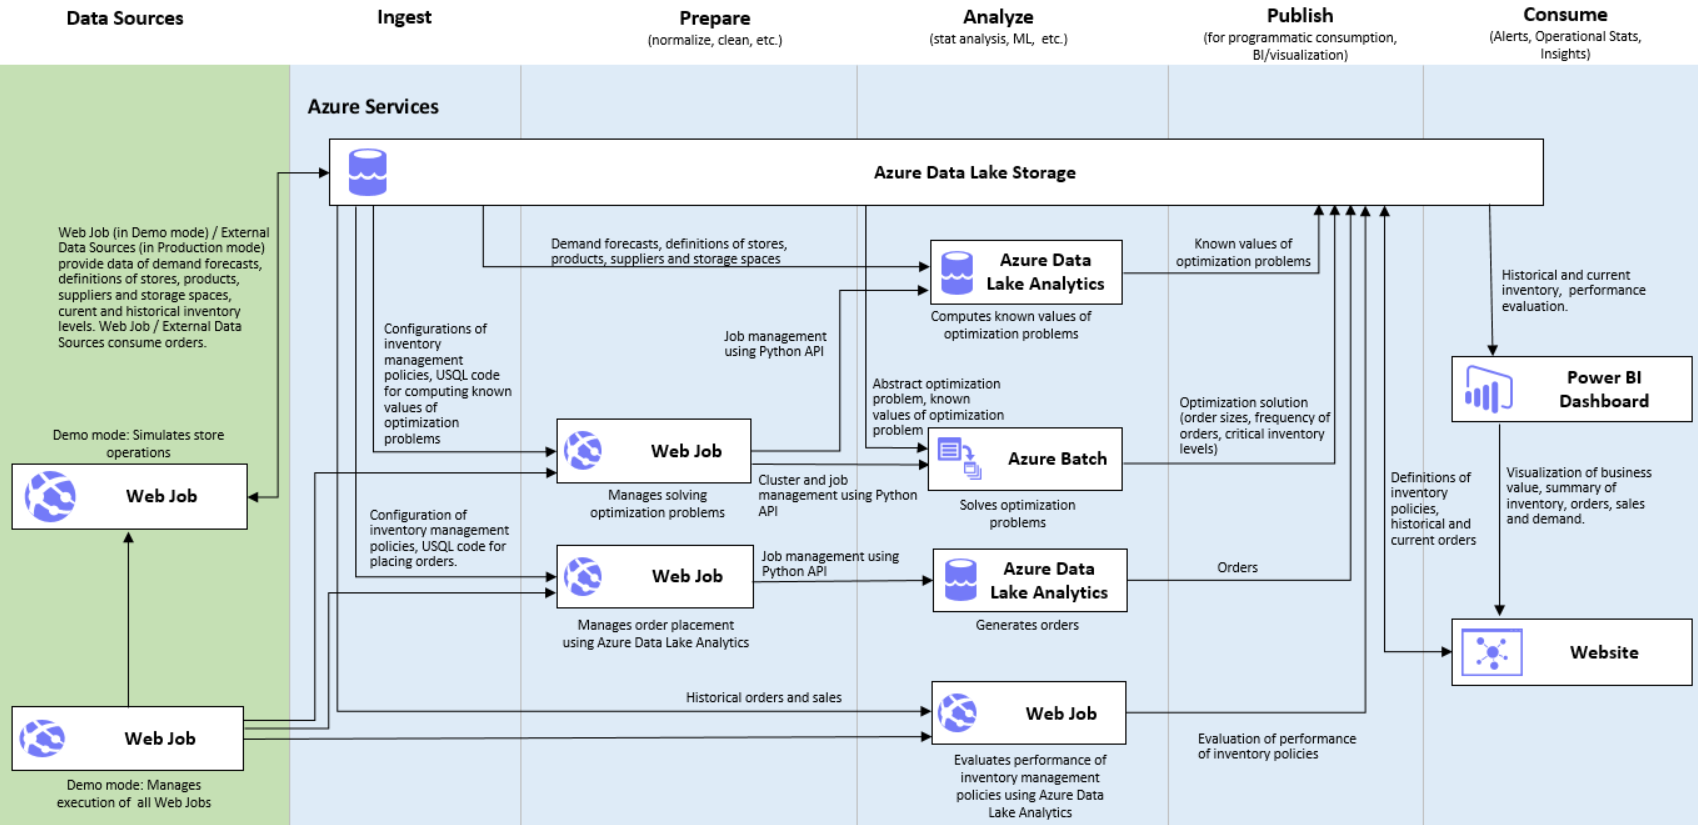 Data Sources
Ingest
Prepare
(normalize, clean, etc.)
Analyze
(stat analysis, ML, etc.)
Publish
(for programmatic consumption,
BI/visualization)
Consume
(Alerts, Operational Stats,
Insights)
Azure Services
Azure Data Lake Storage
Web Job (in Demo mode) / External
Data Sources (in Production mode)
provide data of demand forecasts,
definitions of stores, products,
suppliers and storage spaces,
curent and historical inventory
levels. Web Job / External Data
Sources consume orders.
Demo mode: Simulates store
operations
Web Job
Web Job
Demo mode: Manages
execution of all Web Jobs
Configurations of
inventory
management
policies, USQL code
for computing known
values of
optimization
problems
Configuration of
inventory management
policies, USQL code for
placing orders.
Demand forecasts, definitions of stores,
products, suppliers and storage spaces
Job management
using Python API
Web Job
Manages solving
optimization problems
Cluster and job
management using Python
API
Web Job
Manages order placement
using Azure Data Lake Analytics
Job management using
Python API
Historical orders and sales
Azure Data
Lake Analytics
Computes known values of
optimization problems
Abstract optimization
problem, known
values of optimization
problem
Azure Batch
Solves optimization
problems
Azure Data
Lake Analytics
Generates orders
Web Job
Evaluates performance of
inventory management
policies using Azure Data
Lake Analytics
Known values of
optimization problems
Optimization solution
(order sizes, frequency of
orders, critical inventory
levels)
Orders
Evaluation of performance
of inventory policies
Definitions of
inventory
policies,
historical and
current orders
Historical and current
inventory, performance
evaluation.
Power BI
Dashboard
Visualization of business
value, summary of
inventory, orders, sales
and demand.
Website